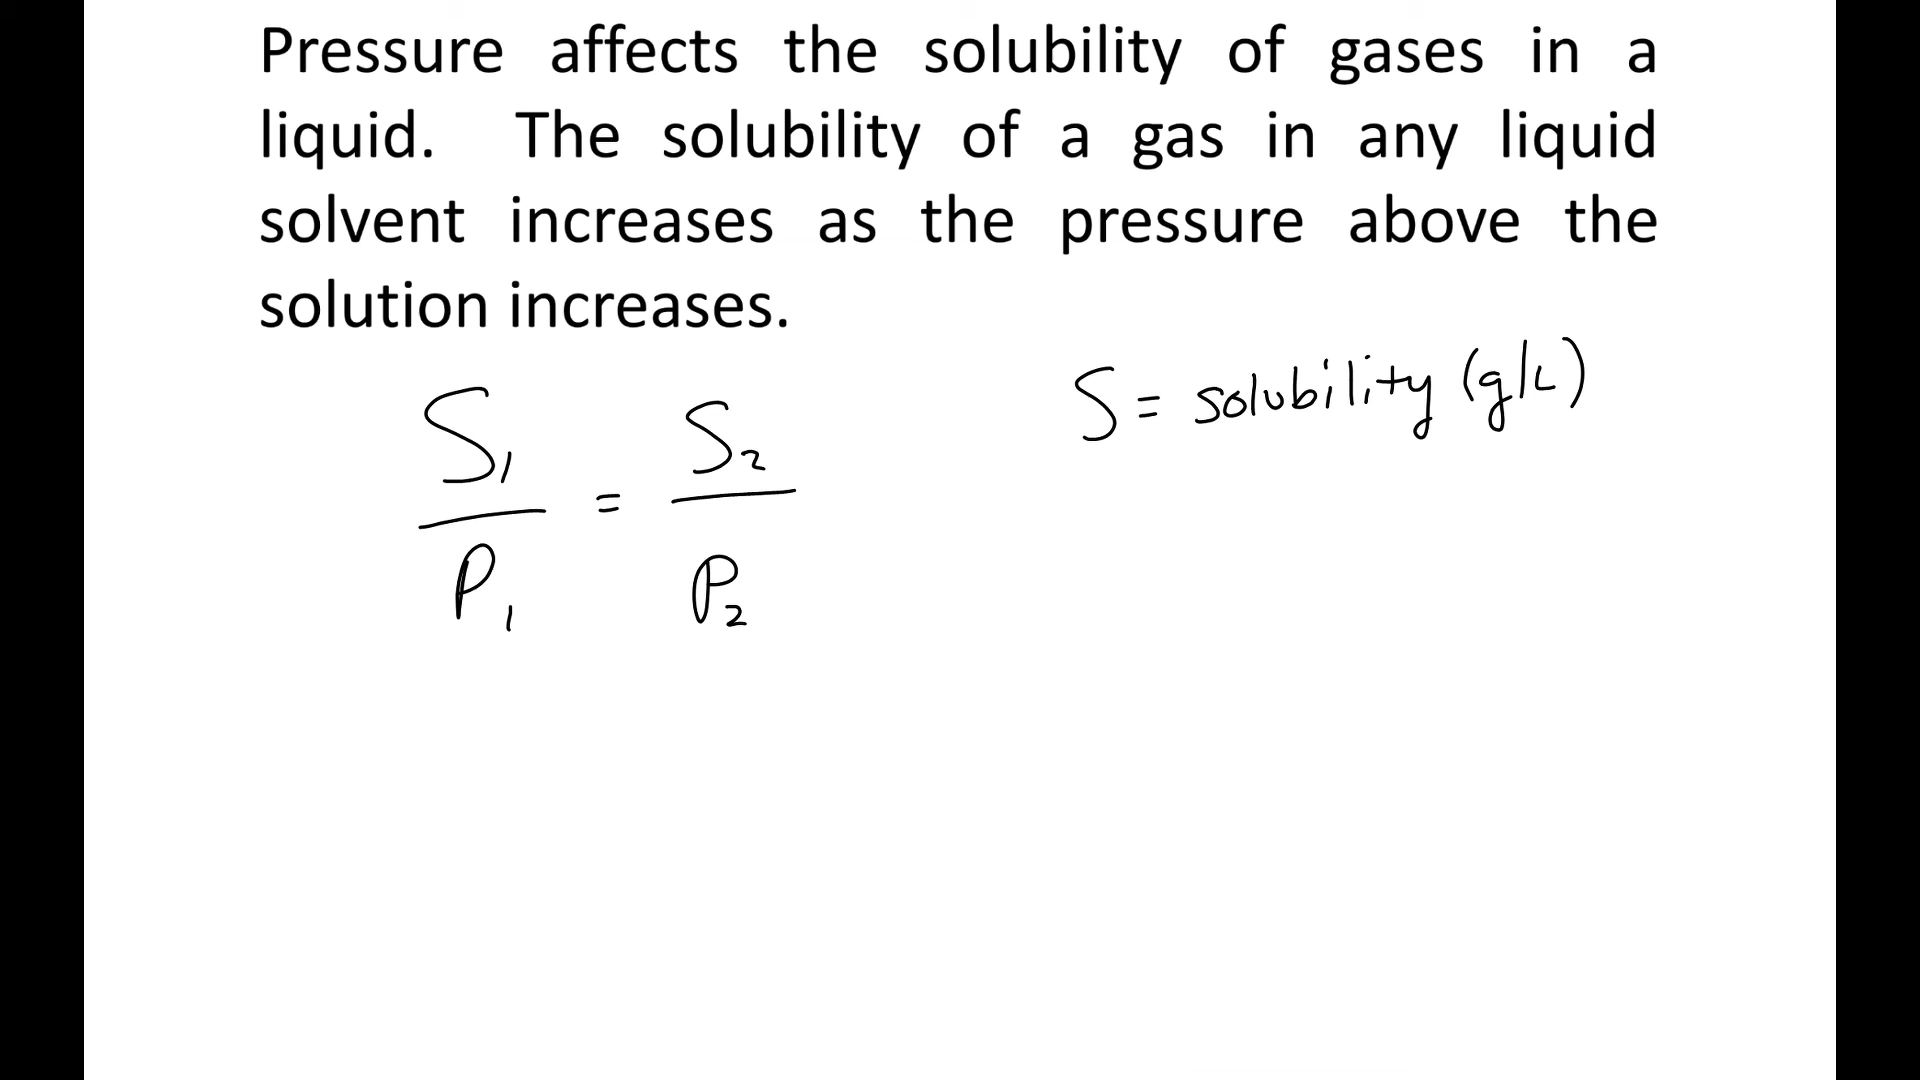 Pressure affects the solubility of gases in a
liquid. The solubility of a gas in any liquid
solvent increases as the pressure above the
solution increases.
S = solubility (g/L)
S₁ = S₂
P₁ P₂